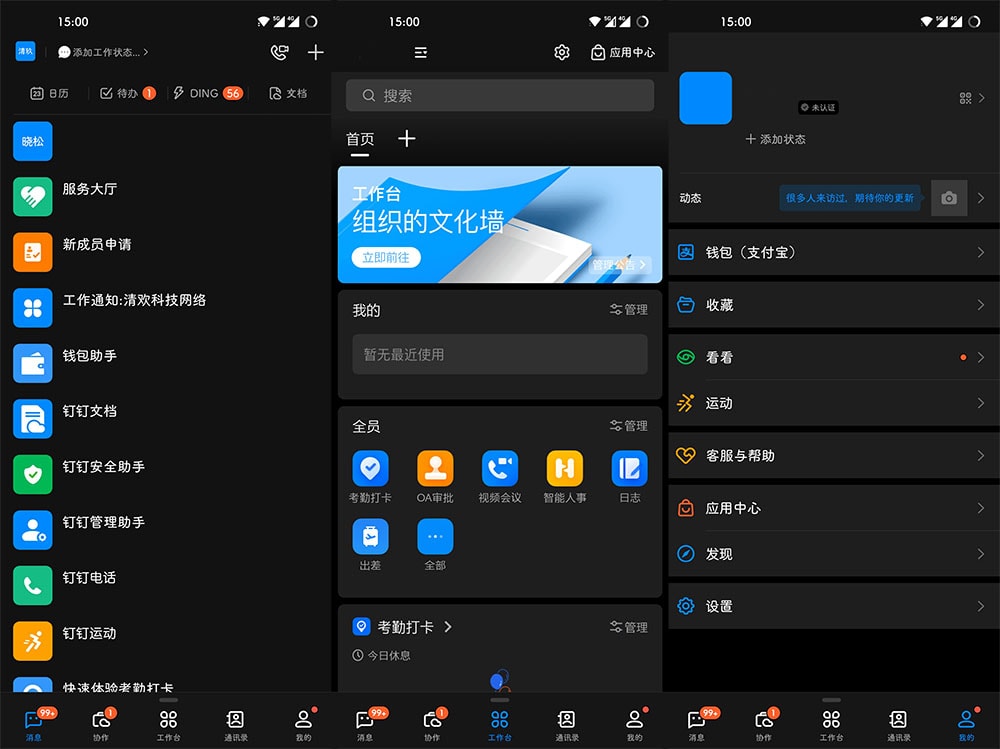 15:00
清玖
添加工作状态...
23 日历
待办 1
DING 56
文档
晓松
服务大厅
新成员申请
工作通知:清欢科技网络
钱包助手
钉钉文档
钉钉安全助手
钉钉管理助手
钉钉电话
钉钉运动
快速体验考勤打卡
99+
1
消息
协作
工作台
通讯录
我的
15:00
应用中心
搜索
首页
工作台
组织的文化墙
立即前往
管理公告
我的
管理
暂无最近使用
全员
管理
考勤打卡
OA审批
视频会议
智能人事
日志
出差
全部
考勤打卡
管理
今日休息
99+
1
消息
协作
工作台
通讯录
我的
15:00
未认证
添加状态
动态
很多人来访过，期待你的更新
钱包（支付宝）
收藏
看看
运动
客服与帮助
应用中心
发现
设置
99+
1
消息
协作
工作台
通讯录
我的